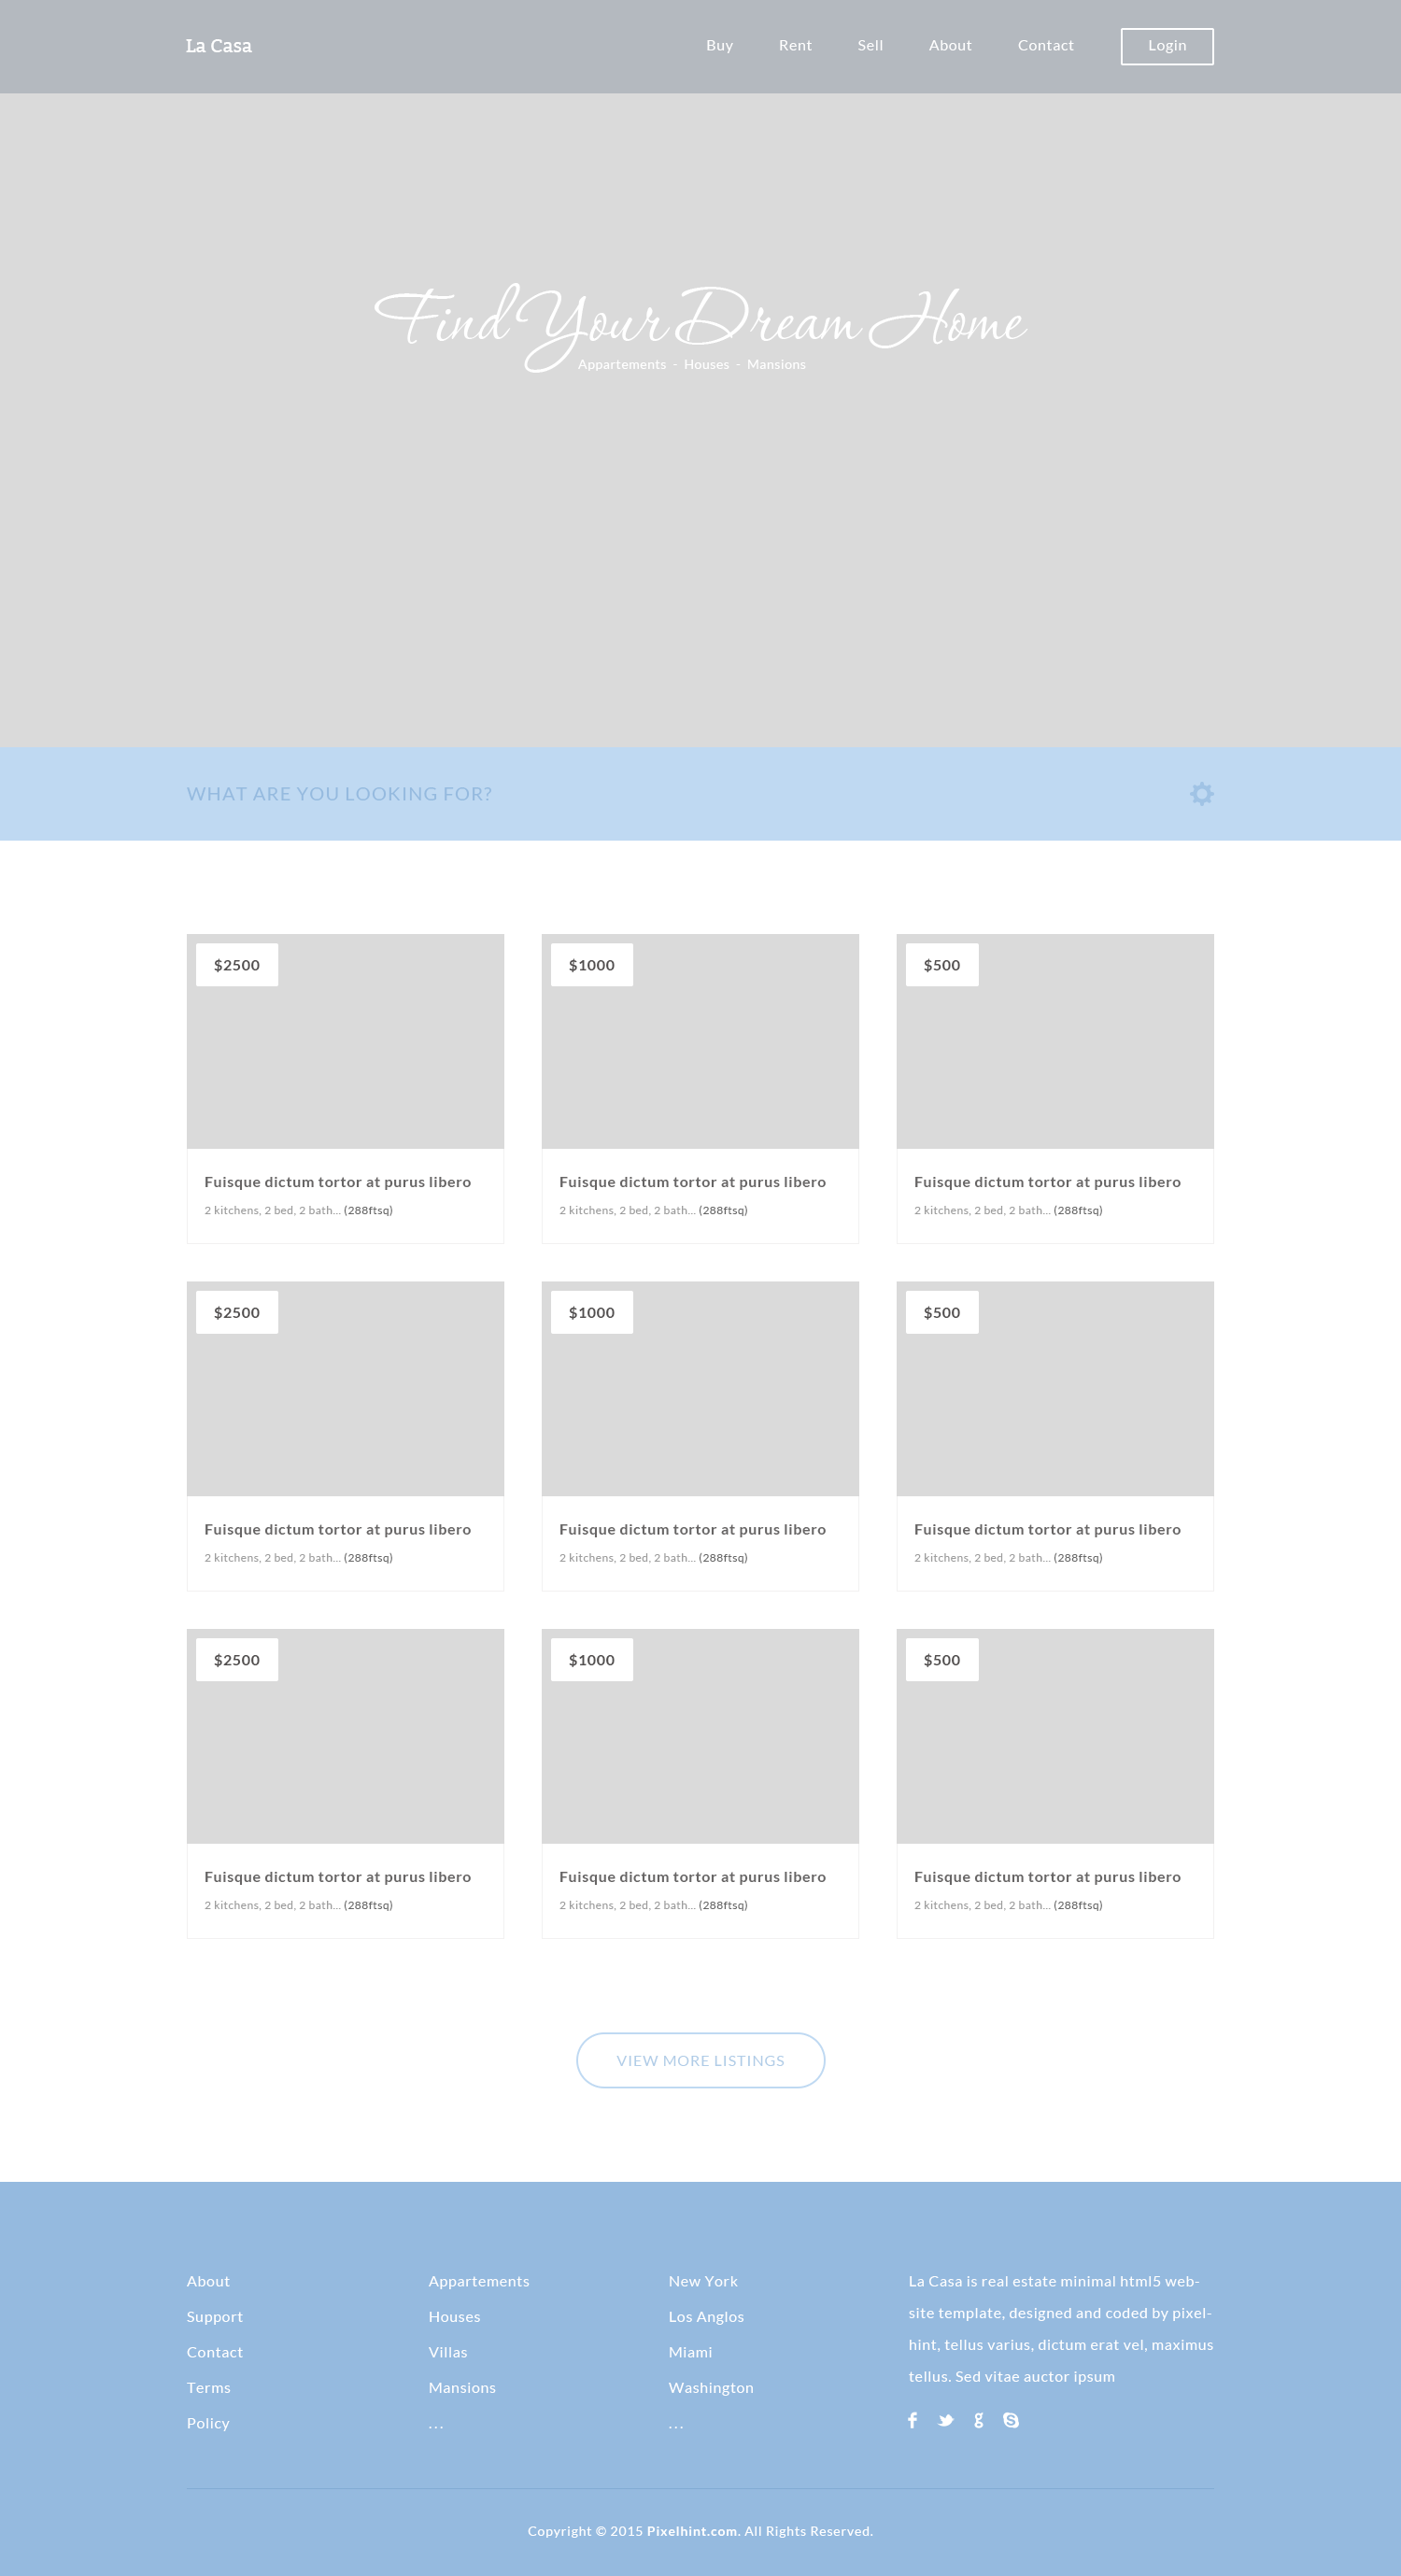 La Casa
Buy Rent Sell About Contact Login
Find Your Dream Home
Appartements - Houses - Mansions
WHAT ARE YOU LOOKING FOR?
$2500 $1000 $500
Fuisque dictum tortor at purus libero Fuisque dictum tortor at purus libero Fuisque dictum tortor at purus libero
2 kitchens, 2 bed, 2 bath... (288ftsq) 2 kitchens, 2 bed, 2 bath... (288ftsq) 2 kitchens, 2 bed, 2 bath... (288ftsq)
$2500 $1000 $500
Fuisque dictum tortor at purus libero Fuisque dictum tortor at purus libero Fuisque dictum tortor at purus libero
2 kitchens, 2 bed, 2 bath... (288ftsq) 2 kitchens, 2 bed, 2 bath... (288ftsq) 2 kitchens, 2 bed, 2 bath... (288ftsq)
$2500 $1000 $500
Fuisque dictum tortor at purus libero Fuisque dictum tortor at purus libero Fuisque dictum tortor at purus libero
2 kitchens, 2 bed, 2 bath... (288ftsq) 2 kitchens, 2 bed, 2 bath... (288ftsq) 2 kitchens, 2 bed, 2 bath... (288ftsq)
VIEW MORE LISTINGS
About
Support
Contact
Terms
Policy
Appartements
Houses
Villas
Mansions
...
New York
Los Anglos
Miami
Washington
...
La Casa is real estate minimal html5 web-
site template, designed and coded by pixel-
hint, tellus varius, dictum erat vel, maximus
tellus. Sed vitae auctor ipsum
Copyright © 2015 Pixelhint.com. All Rights Reserved.